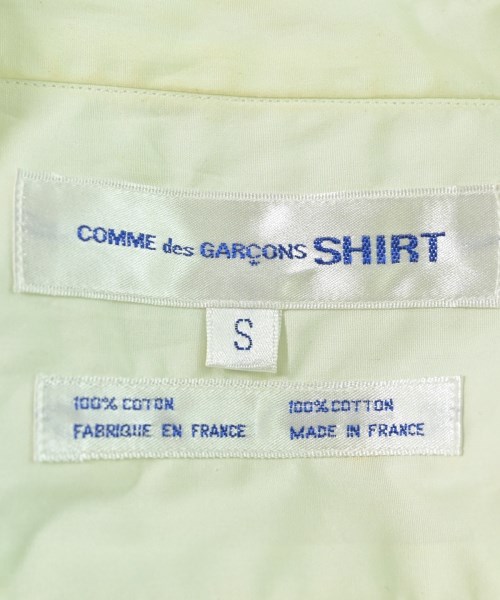 COMME des GARÇONS SHIRT
S
100% COTON 100% COTTON
FABRIQUE EN FRANCE MADE IN FRANCE